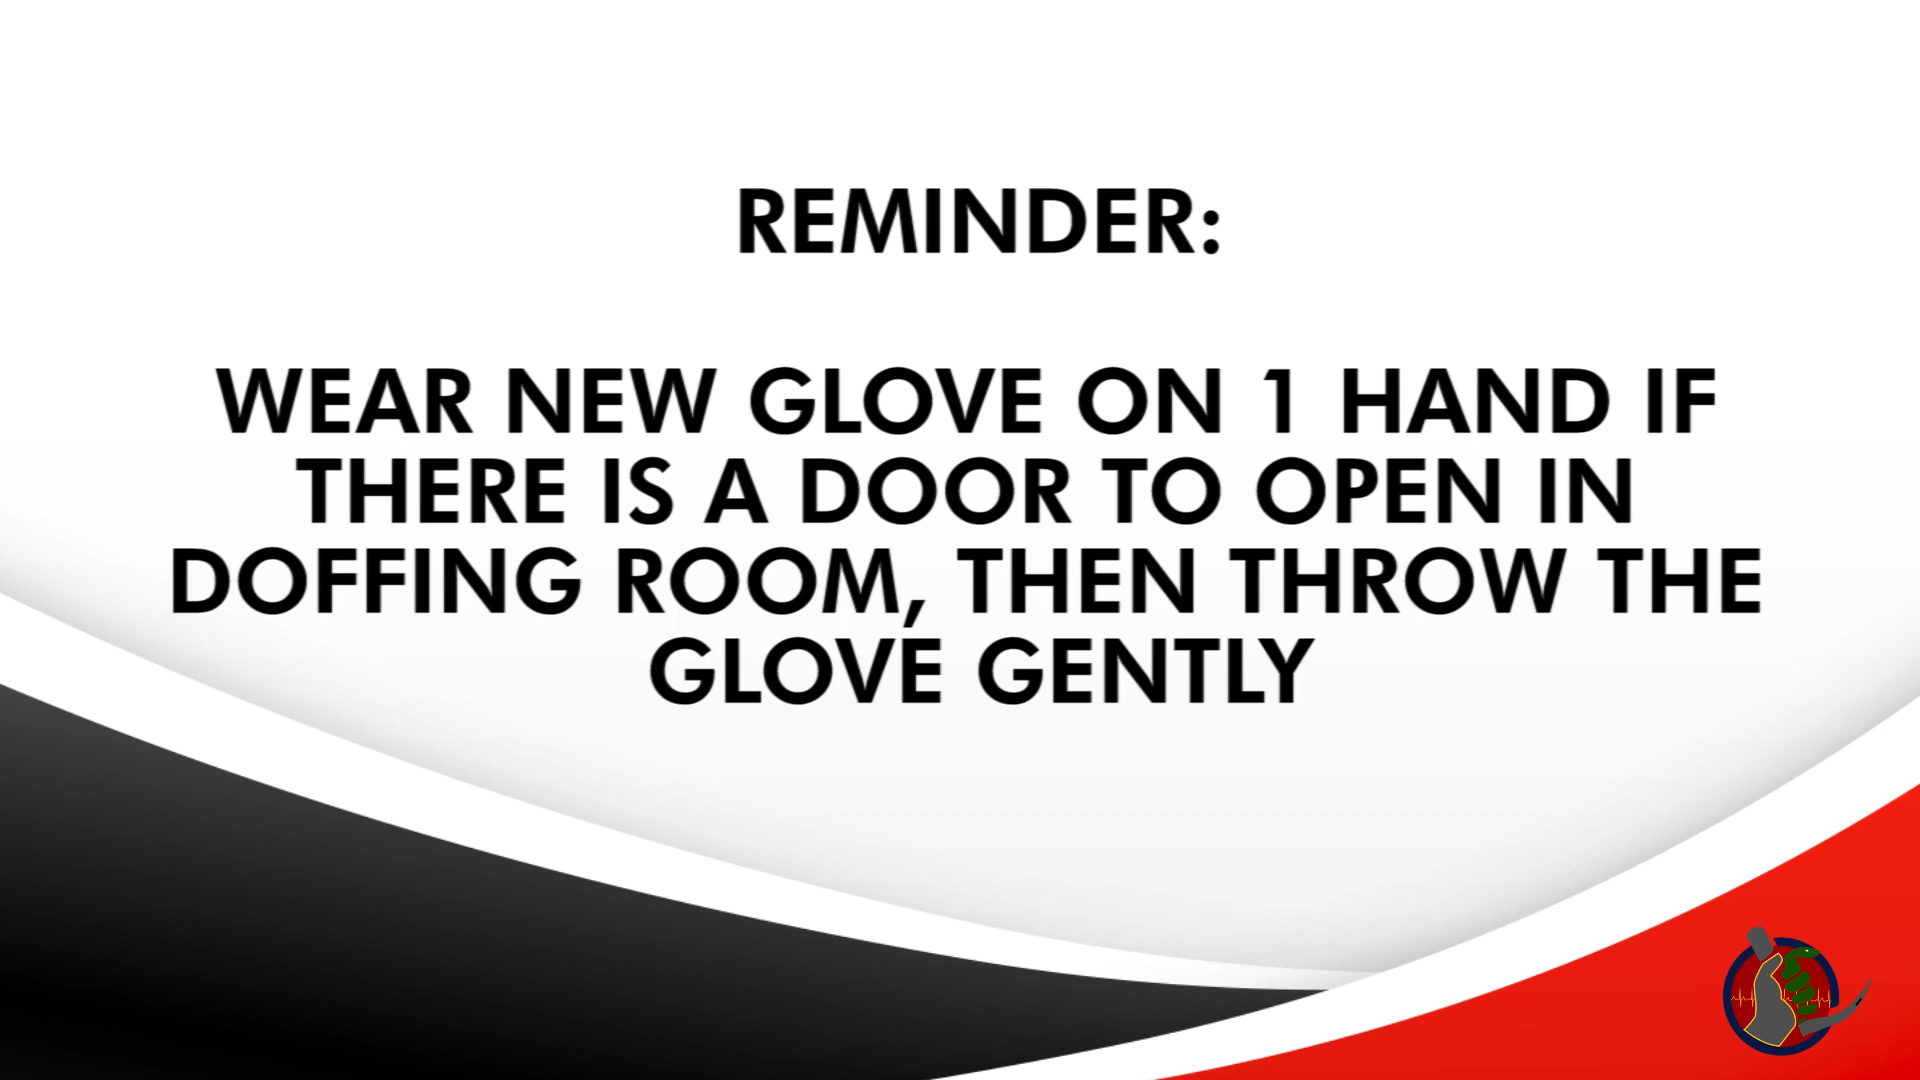 REMINDER:
WEAR NEW GLOVE ON 1 HAND IF
THERE IS A DOOR TO OPEN IN
DOFFING ROOM, THEN THROW THE
GLOVE GENTLY